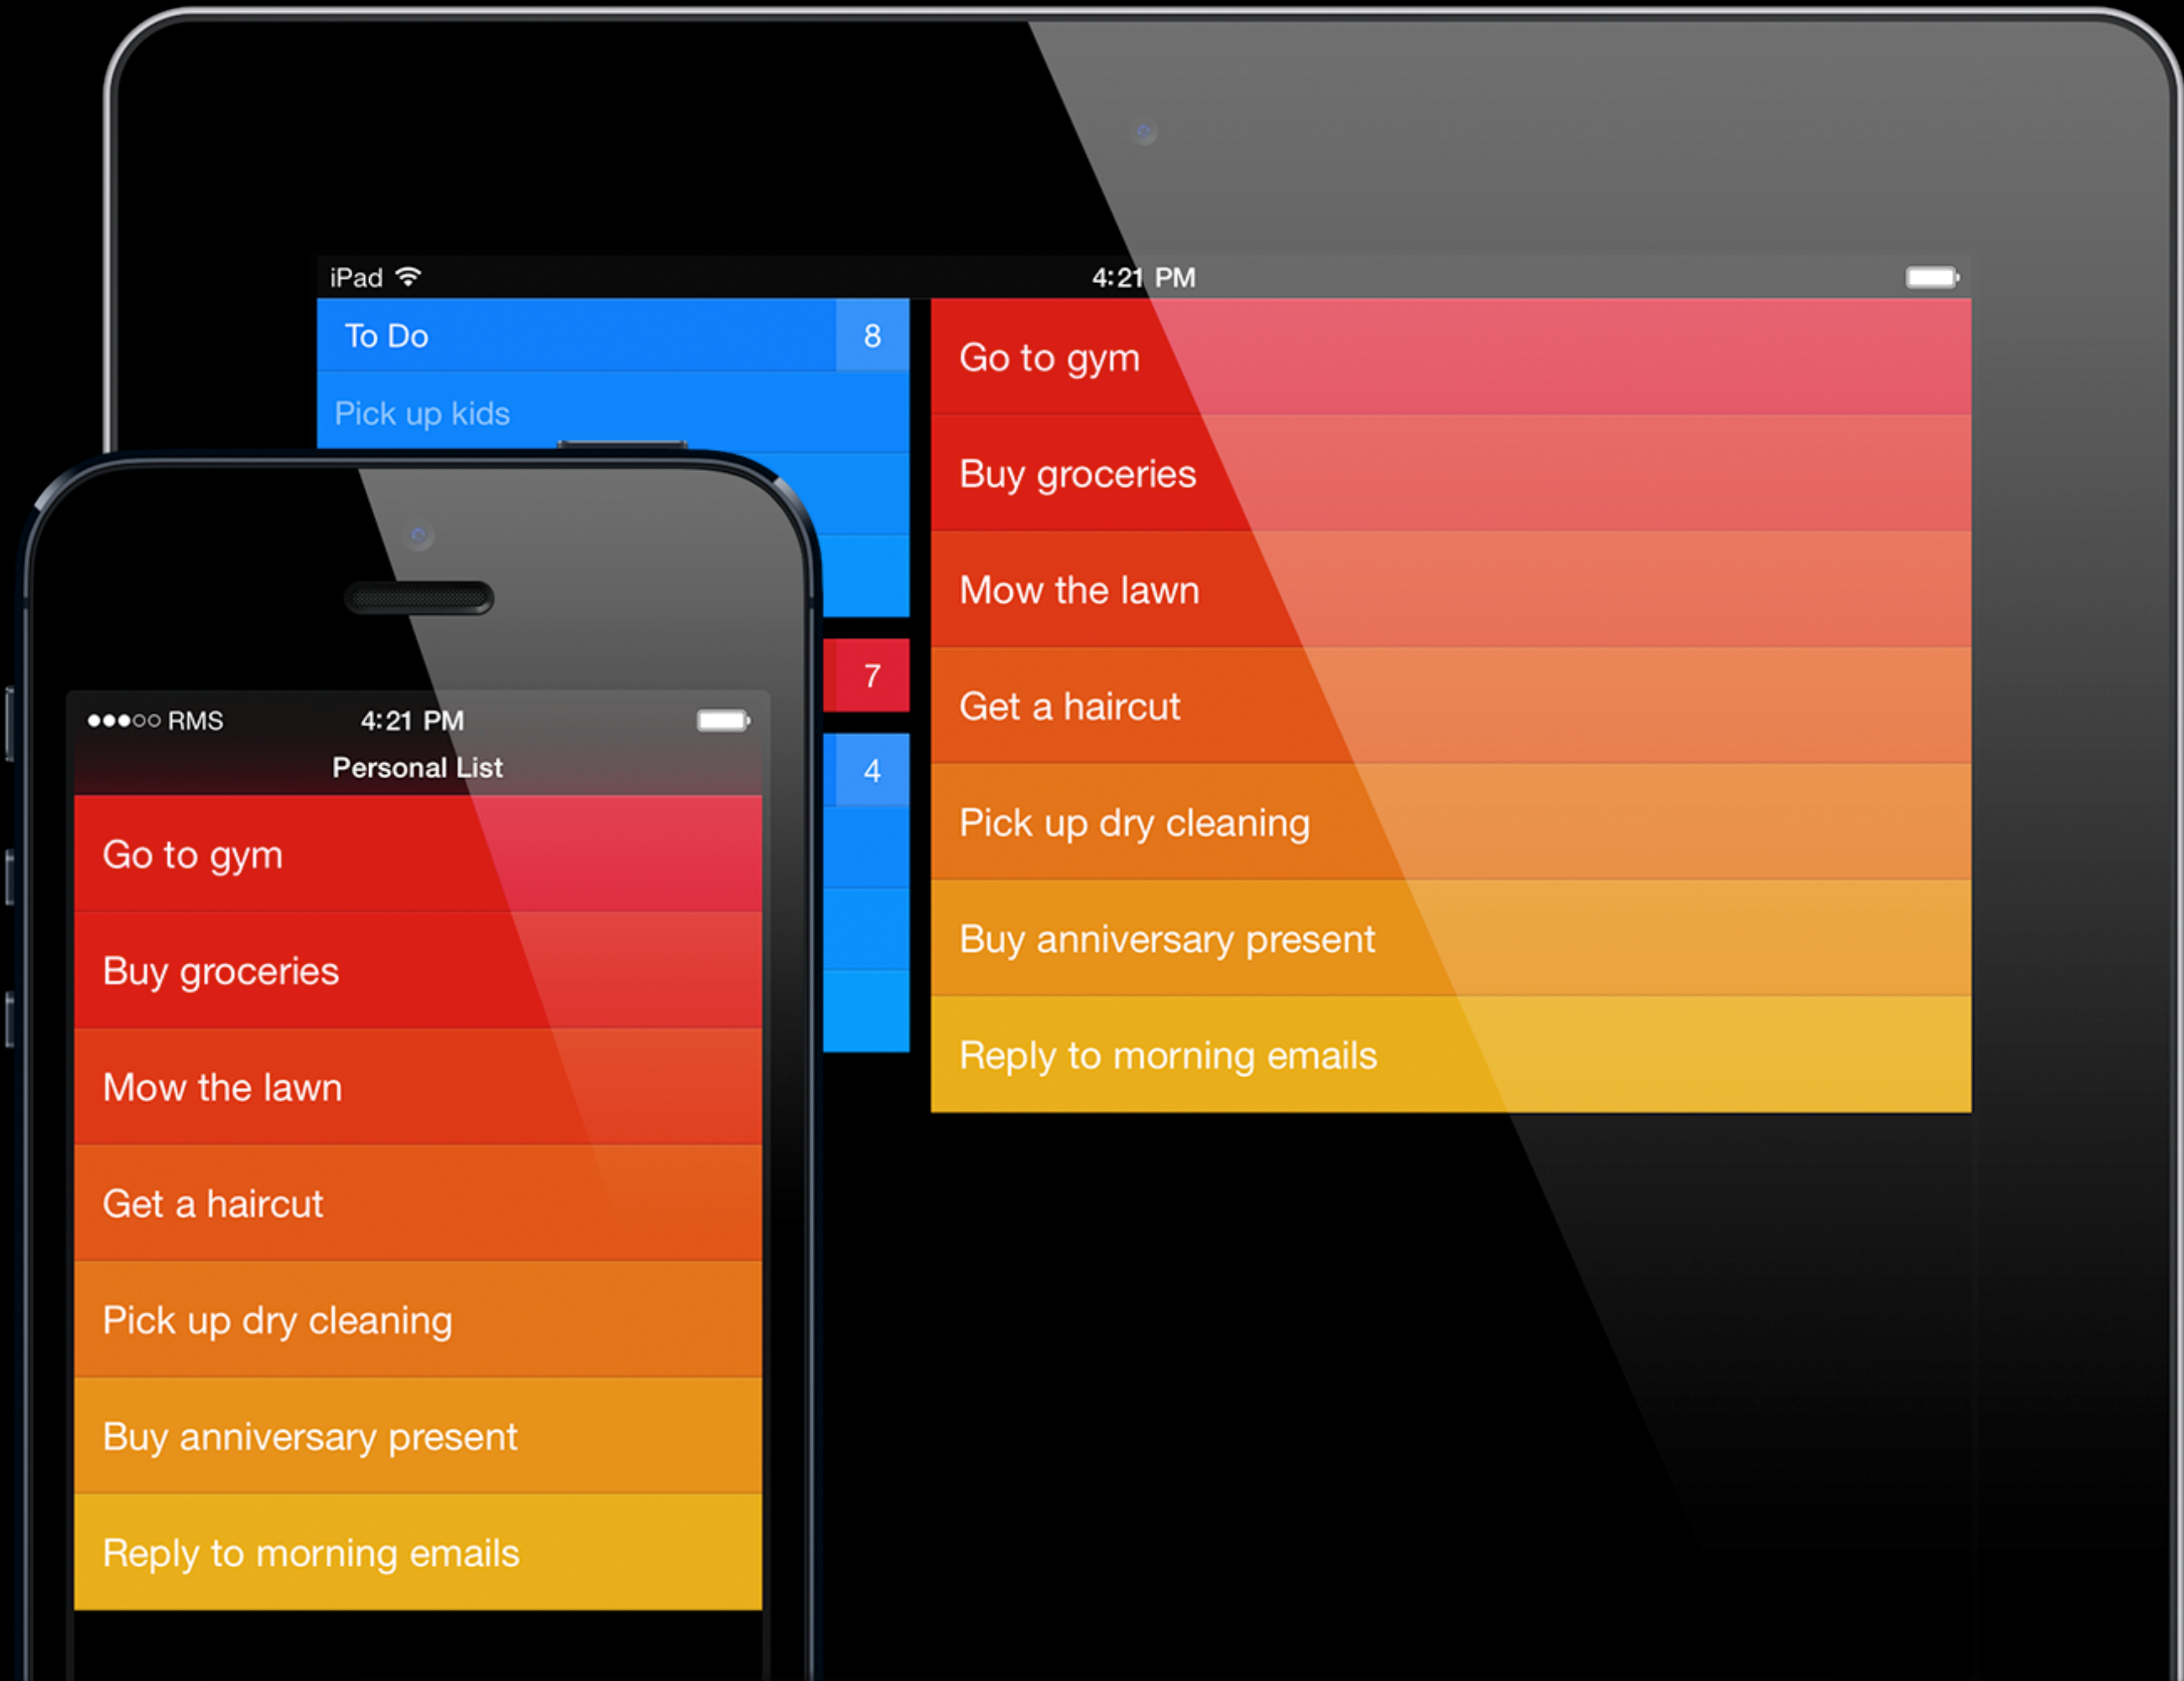 iPad 4:21 PM
To Do 8
Pick up kids
7
4
Go to gym
Buy groceries
Mow the lawn
Get a haircut
Pick up dry cleaning
Buy anniversary present
Reply to morning emails
RMS 4:21 PM
Personal List
Go to gym
Buy groceries
Mow the lawn
Get a haircut
Pick up dry cleaning
Buy anniversary present
Reply to morning emails